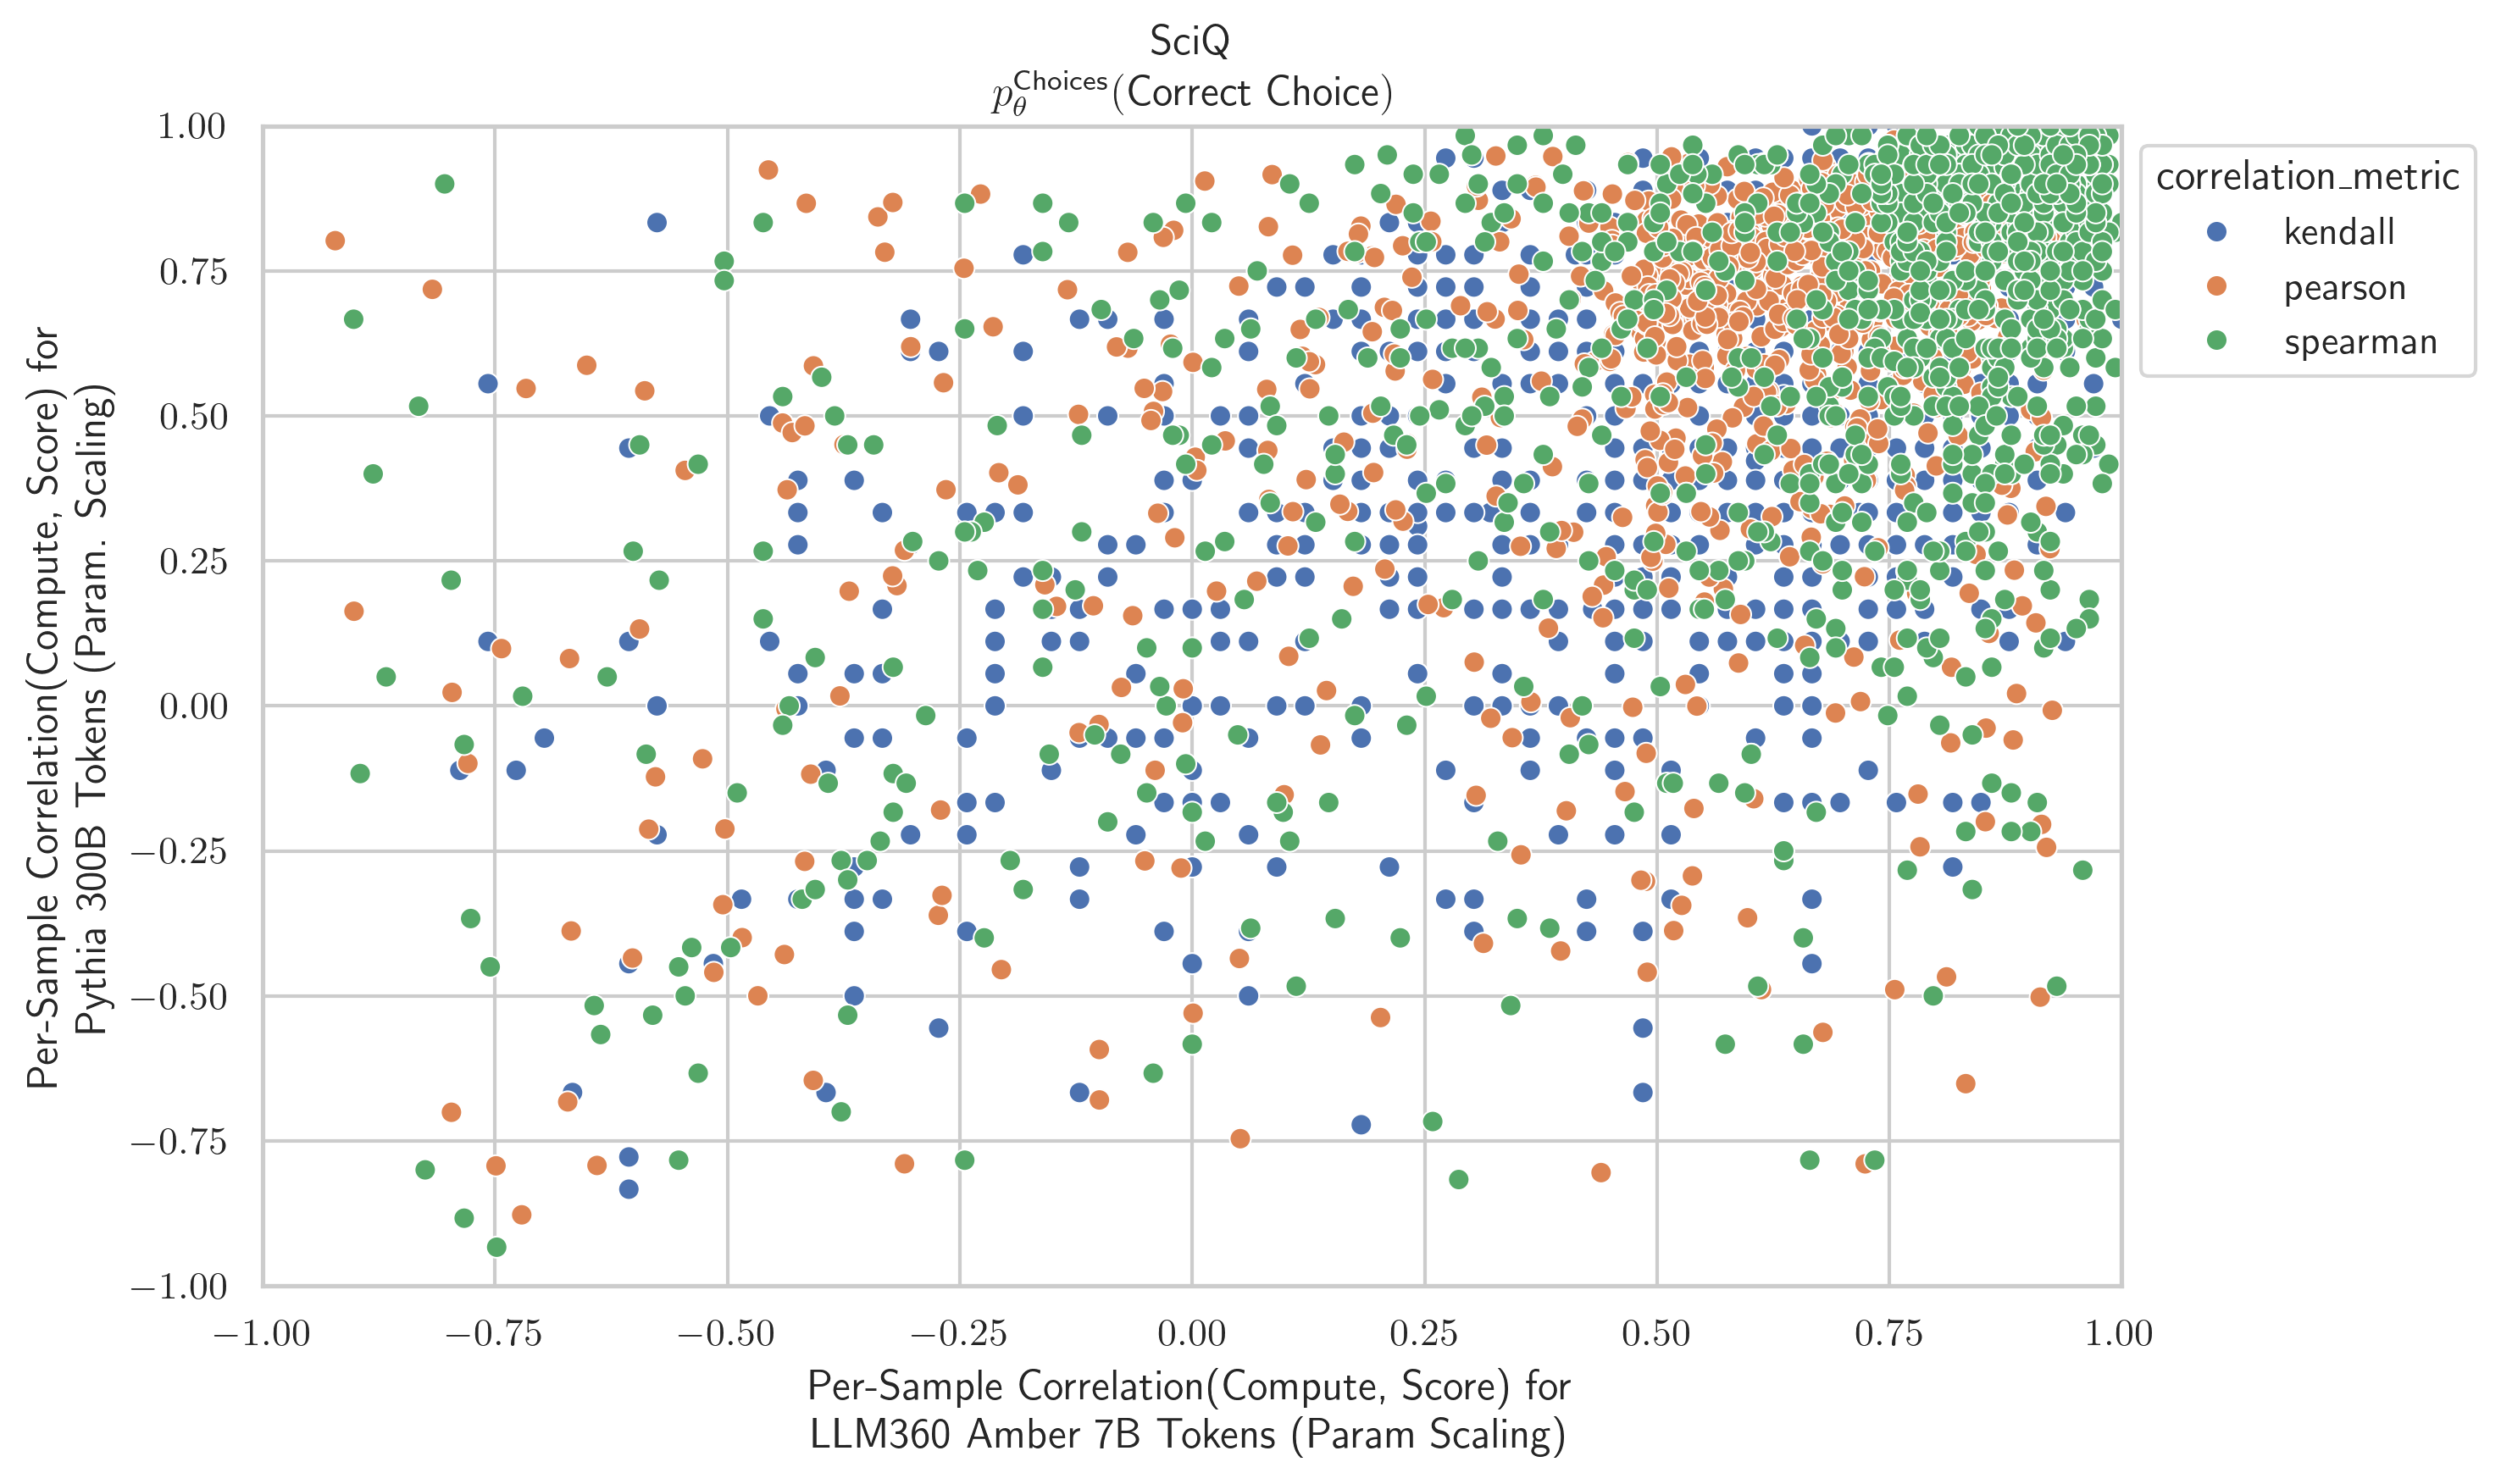 SciQ
p_θ^Choices(Correct Choice)
1.00
0.75
0.50
0.25
0.00
−0.25
−0.50
−0.75
−1.00
Per-Sample Correlation(Compute, Score) for
Pythia 300B Tokens (Param. Scaling)
−1.00 −0.75 −0.50 −0.25 0.00 0.25 0.50 0.75 1.00
Per-Sample Correlation(Compute, Score) for
LLM360 Amber 7B Tokens (Param Scaling)
correlation_metric
kendall
pearson
spearman